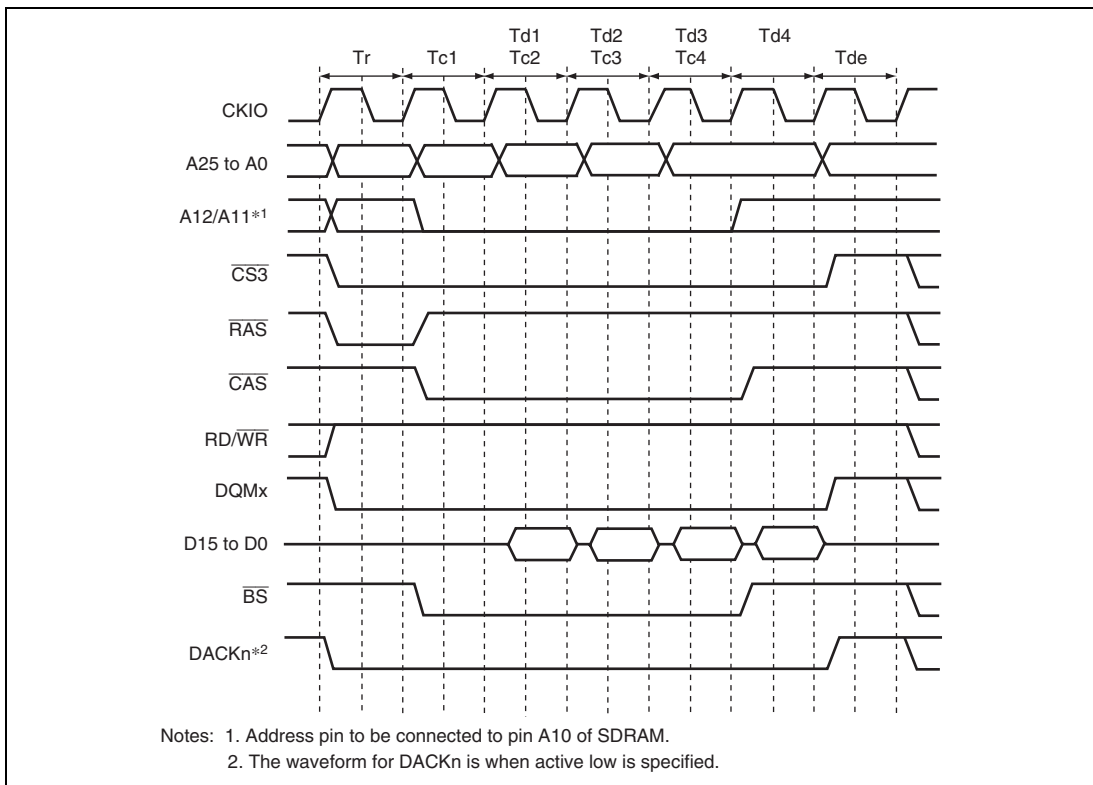 Td1 Td2 Td3 Td4
Tr Tc1 Tc2 Tc3 Tc4 Tde
CKIO
A25 to A0
A12/A11*1
CS3
RAS
CAS
RD/WR
DQMx
D15 to D0
BS
DACKn*2
Notes: 1. Address pin to be connected to pin A10 of SDRAM.
2. The waveform for DACKn is when active low is specified.